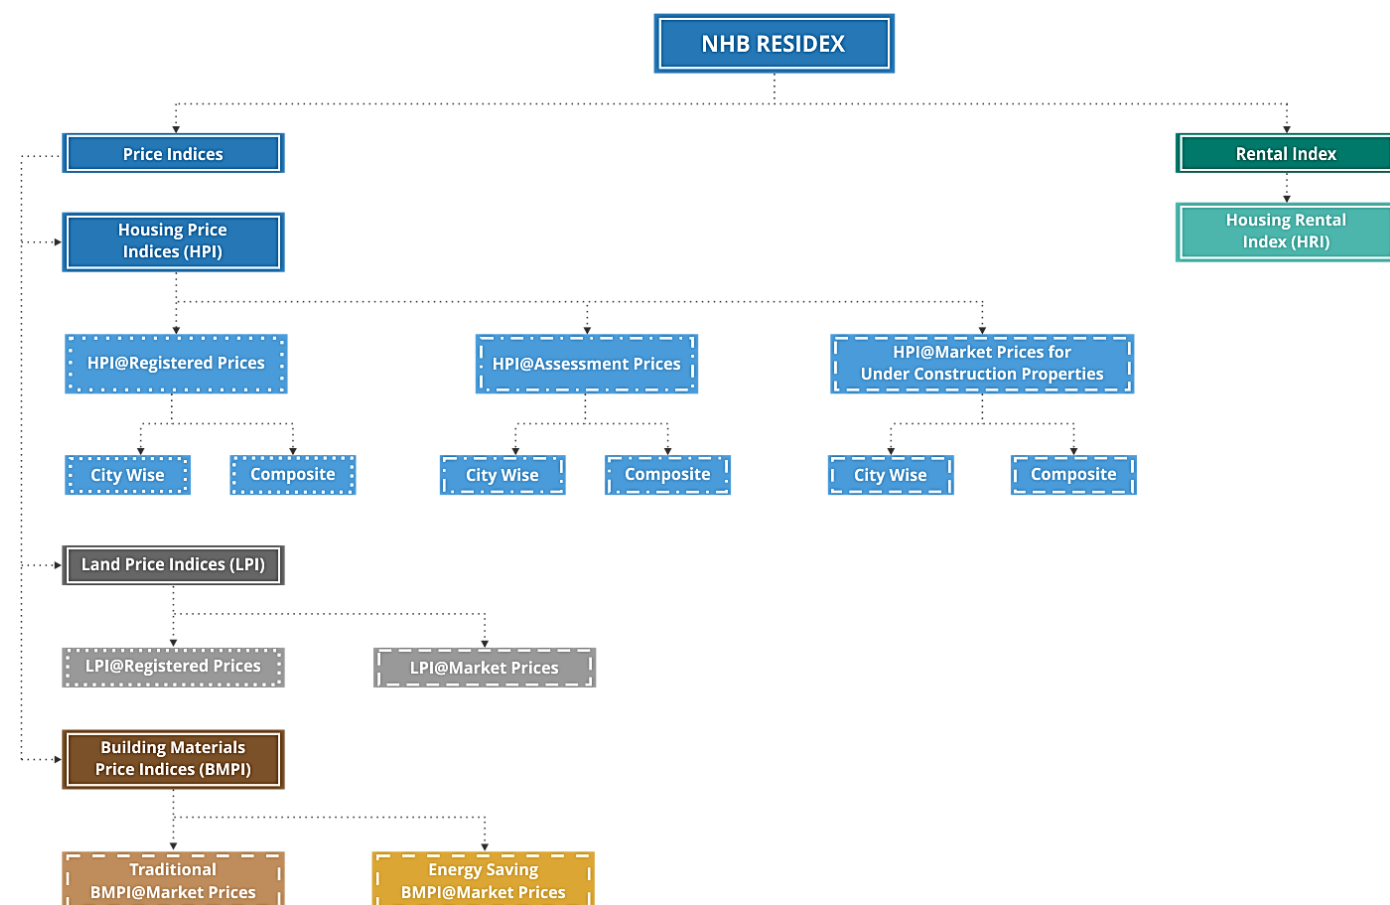 NHB RESIDEX
Price Indices
Rental Index
Housing Price
Indices (HPI)
Housing Rental
Index (HRI)
HPI@Registered Prices
HPI@Assessment Prices
HPI@Market Prices for
Under Construction Properties
City Wise
Composite
City Wise
Composite
City Wise
Composite
Land Price Indices (LPI)
LPI@Registered Prices
LPI@Market Prices
Building Materials
Price Indices (BMPI)
Traditional
BMPI@Market Prices
Energy Saving
BMPI@Market Prices